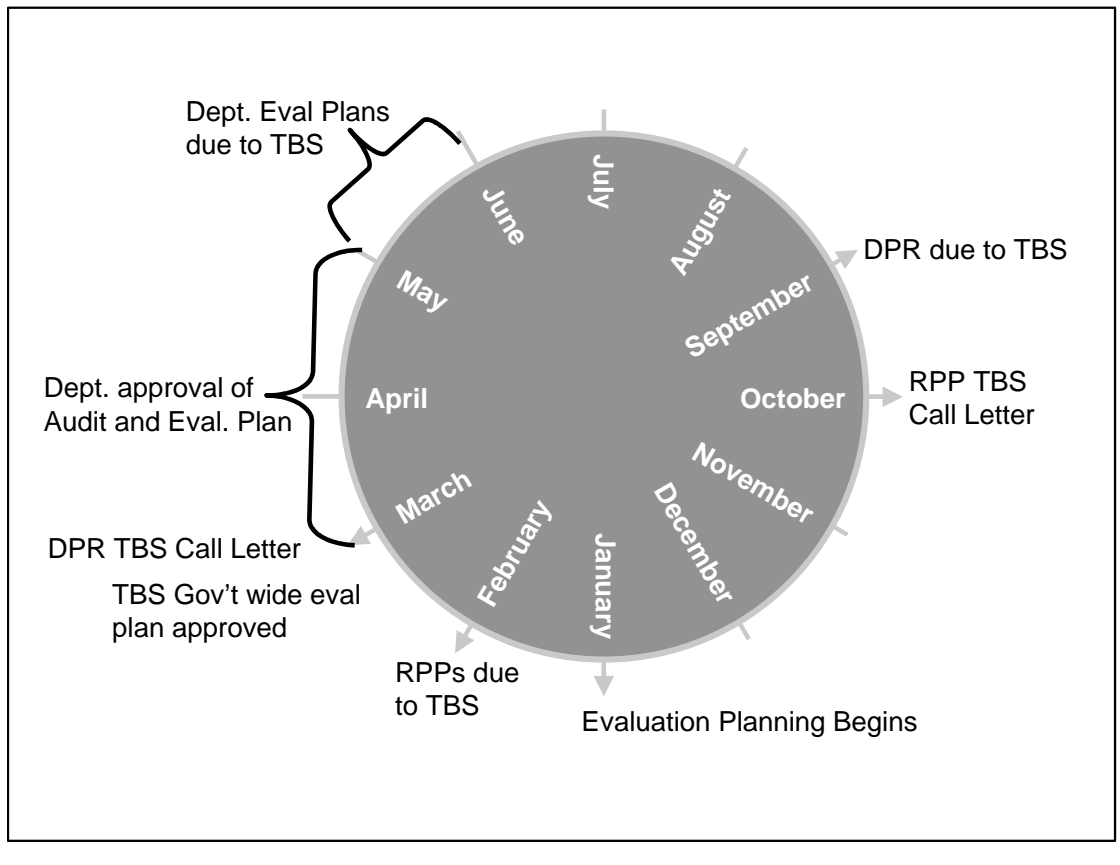 Dept. Eval Plans
due to TBS
July
June
August
DPR due to TBS
May
September
Dept. approval of
Audit and Eval. Plan
April
October
RPP TBS
Call Letter
March
November
DPR TBS Call Letter
February
December
January
TBS Gov't wide eval
plan approved
RPPs due
to TBS
Evaluation Planning Begins